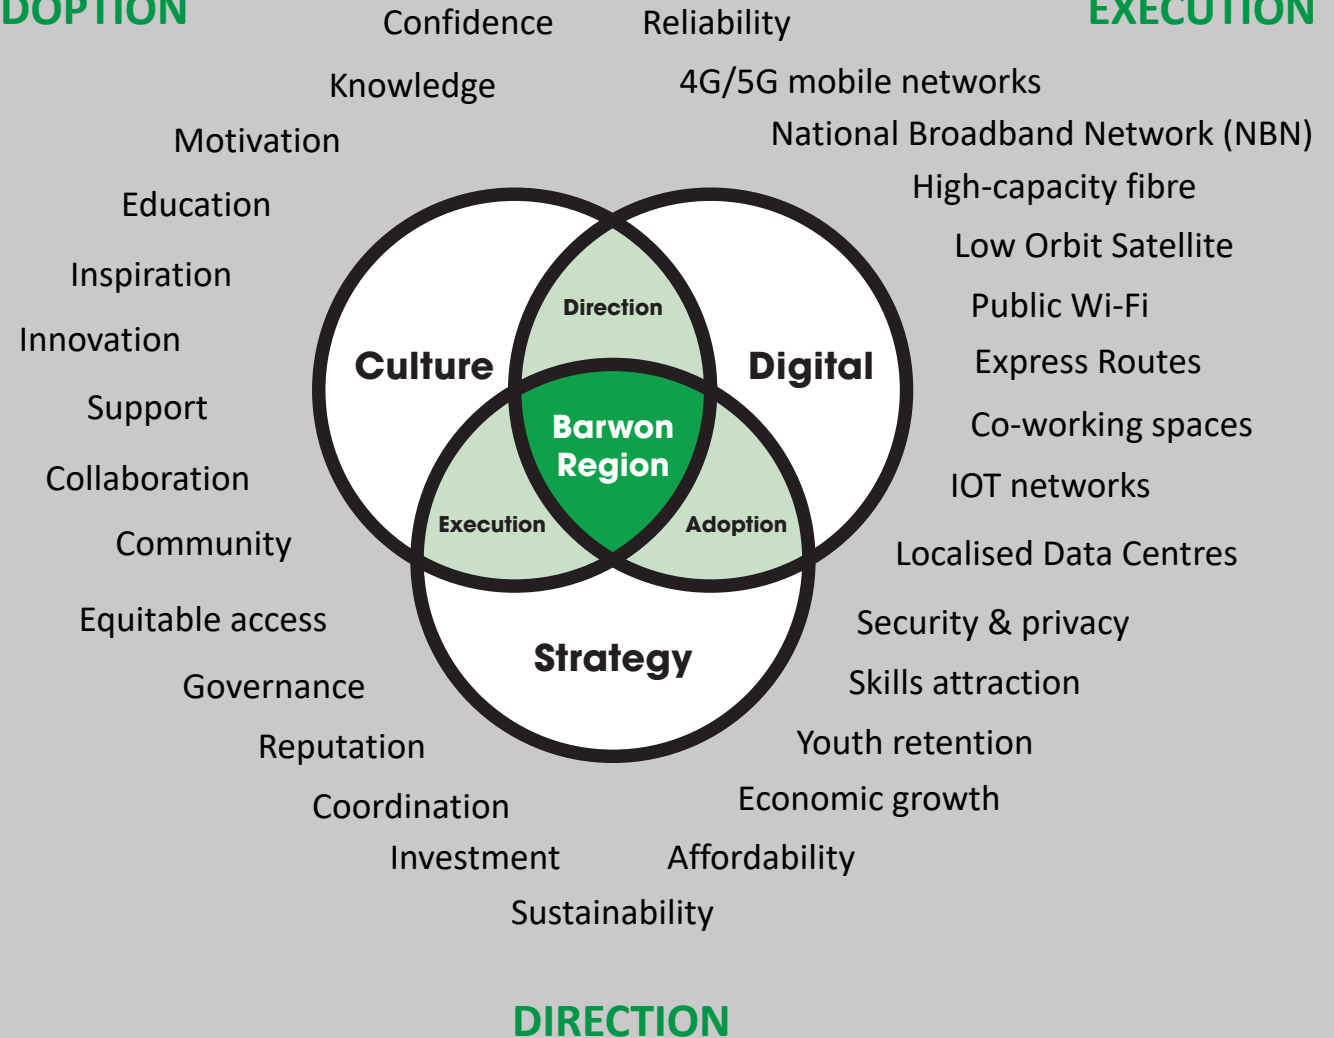 DOPTION
EXECUTION
Confidence
Reliability
Knowledge
4G/5G mobile networks
Motivation
National Broadband Network (NBN)
Education
High-capacity fibre
Inspiration
Low Orbit Satellite
Innovation
Public Wi-Fi
Support
Express Routes
Collaboration
Co-working spaces
Community
IOT networks
Equitable access
Localised Data Centres
Governance
Security & privacy
Reputation
Skills attraction
Coordination
Youth retention
Investment
Economic growth
Sustainability
Affordability
Direction
Culture
Digital
Barwon
Region
Execution
Adoption
Strategy
DIRECTION